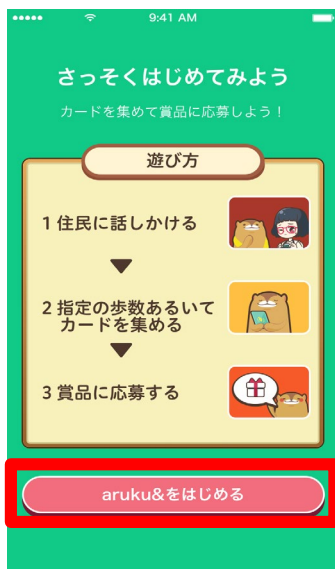 9:41 AM
さっそくはじめてみよう
カードを集めて賞品に応募しよう！
遊び方
1 住民に話しかける
2 指定の歩数あるいて
カードを集める
3 賞品に応募する
aruku&をはじめる